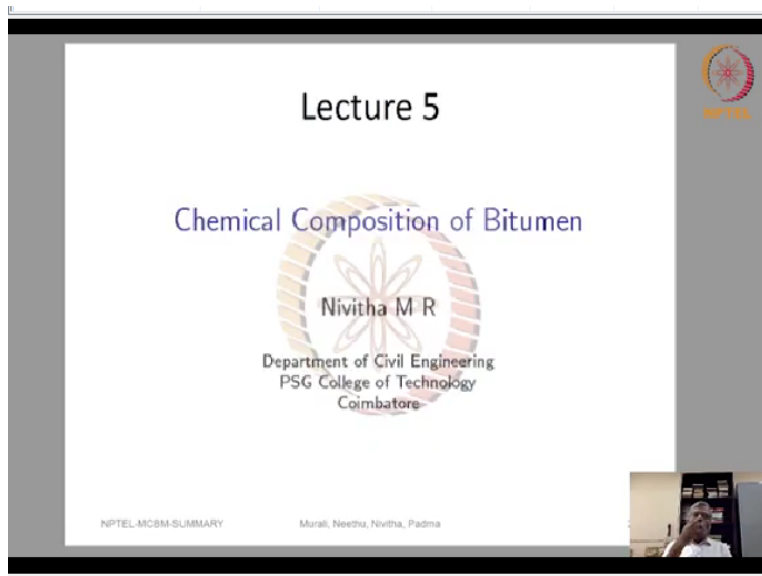 Lecture 5
NPTEL
Chemical Composition of Bitumen
Nivitha M R
Department of Civil Engineering
PSG College of Technology
Coimbatore
NPTEL-MCBM-SUMMARY
Murali, Neethu, Nivitha, Padma